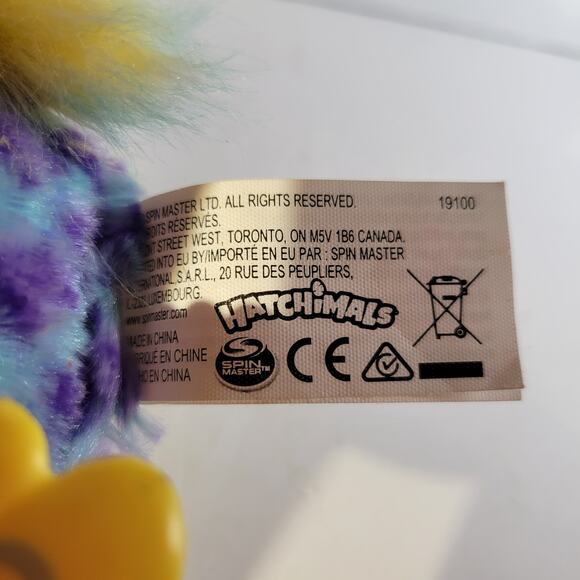 SPIN MASTER LTD. ALL RIGHTS RESERVED.
19100
RÉSERVÉS.
STREET WEST, TORONTO, ON M5V 1B6 CANADA.
INTO EU BY/IMPORTÉ EN EU PAR : SPIN MASTER
S.A.R.L., 20 RUE DES PEUPLIERS,
LUXEMBOURG.
www.spinmaster.com
HATCHiMALS
MADE IN CHINA
EN CHINE
EN CHINA
SPIN
MASTER™
CE